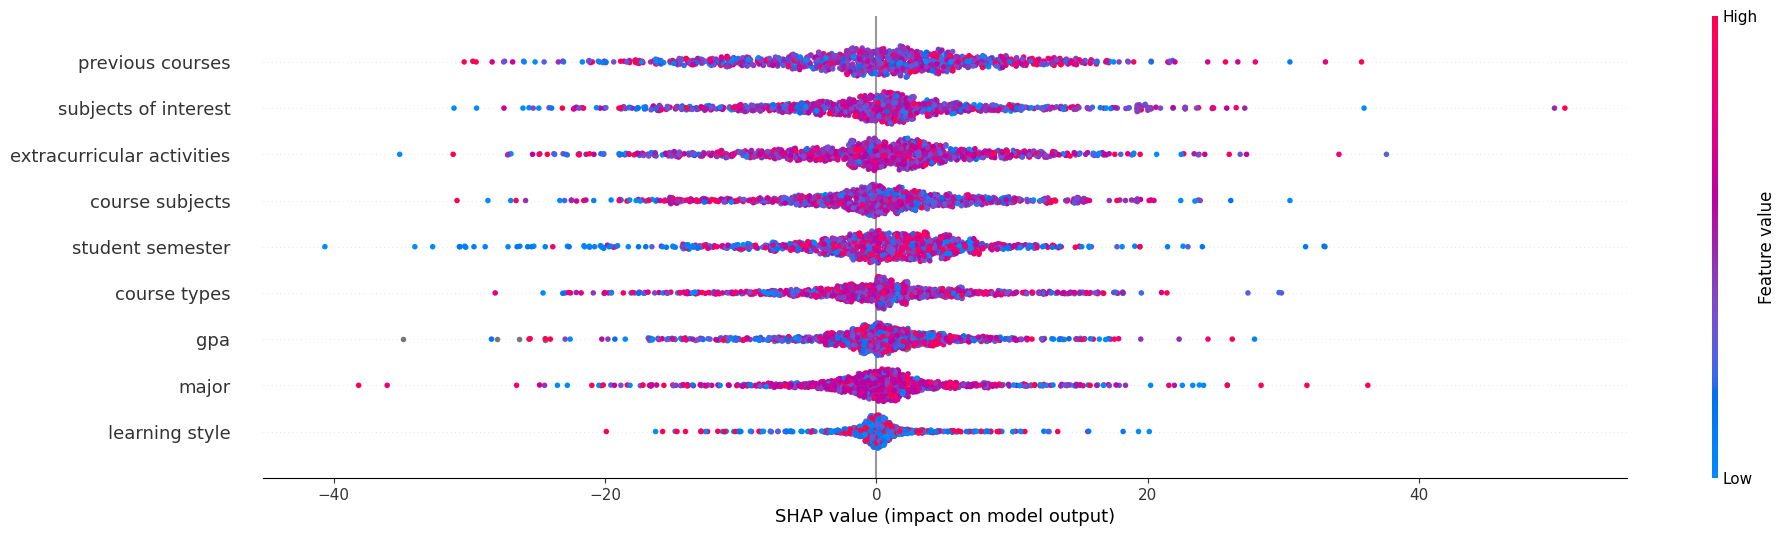 High
previous courses
subjects of interest
extracurricular activities
course subjects
student semester
course types
gpa
major
learning style
Feature value
Low
−40
−20
0
20
40
SHAP value (impact on model output)